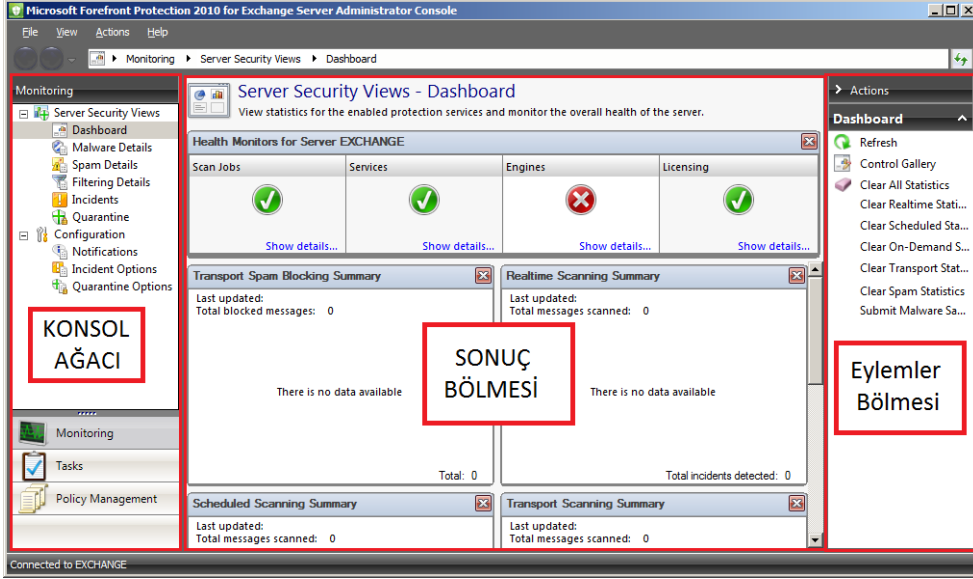 Microsoft Forefront Protection 2010 for Exchange Server Administrator Console
File View Actions Help
Monitoring Server Security Views Dashboard
Monitoring
Server Security Views
Dashboard
Malware Details
Spam Details
Filtering Details
Incidents
Quarantine
Configuration
Notifications
Incident Options
Quarantine Options
KONSOL
AĞACI
Monitoring
Tasks
Policy Management
Server Security Views - Dashboard
View statistics for the enabled protection services and monitor the overall health of the server.
Health Monitors for Server EXCHANGE
Scan Jobs Services Engines Licensing
Show details... Show details... Show details... Show details...
Transport Spam Blocking Summary
Last updated:
Total blocked messages: 0
There is no data available
Total: 0
Realtime Scanning Summary
Last updated:
Total messages scanned: 0
There is no data available
Total incidents detected: 0
SONUÇ
BÖLMESİ
Scheduled Scanning Summary
Last updated:
Total messages scanned: 0
Transport Scanning Summary
Last updated:
Total messages scanned: 0
Actions
Dashboard
Refresh
Control Gallery
Clear All Statistics
Clear Realtime Stati...
Clear Scheduled Sta...
Clear On-Demand S...
Clear Transport Stat...
Clear Spam Statistics
Submit Malware Sa...
Eylemler
Bölmesi
Connected to EXCHANGE